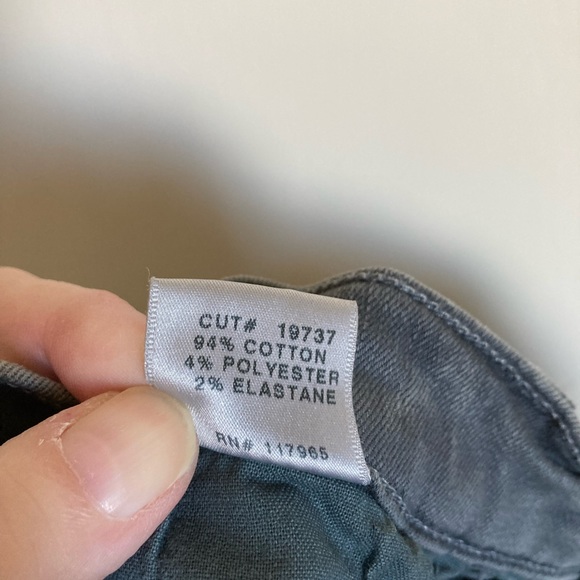 CUT# 19737
94% COTTON
4% POLYESTER
2% ELASTANE
RN# 117965